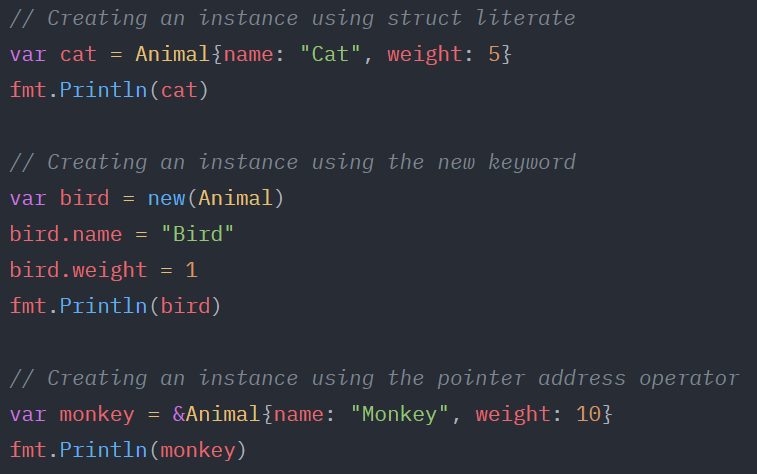 // Creating an instance using struct literate
var cat = Animal{name: "Cat", weight: 5}
fmt.Println(cat)
// Creating an instance using the new keyword
var bird = new(Animal)
bird.name = "Bird"
bird.weight = 1
fmt.Println(bird)
// Creating an instance using the pointer address operator
var monkey = &Animal{name: "Monkey", weight: 10}
fmt.Println(monkey)